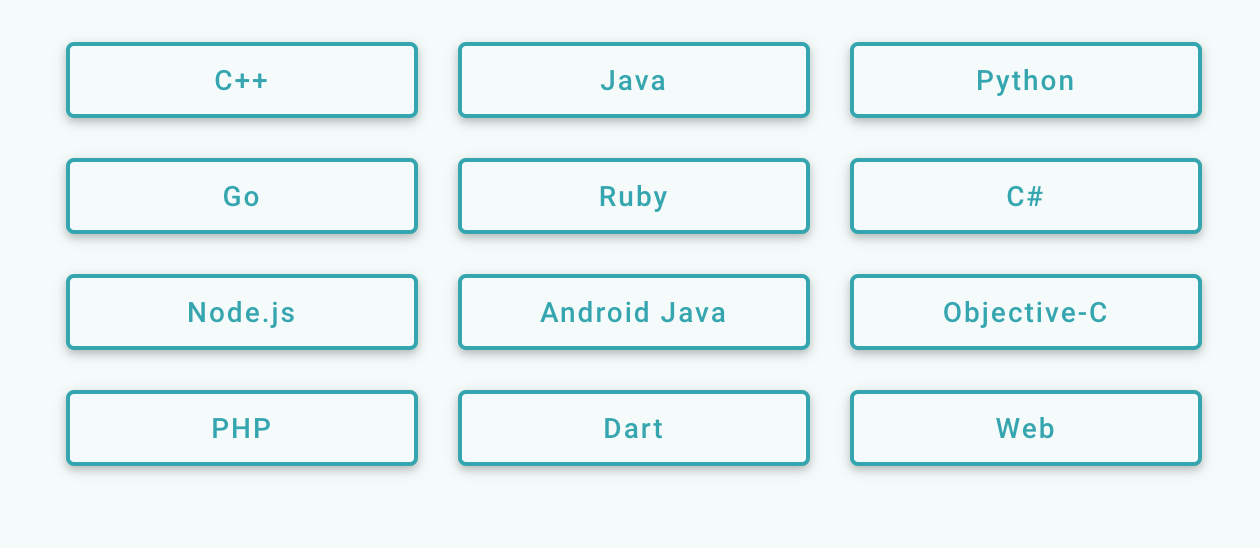 C++
Java
Python
Go
Ruby
C#
Node.js
Android Java
Objective-C
PHP
Dart
Web